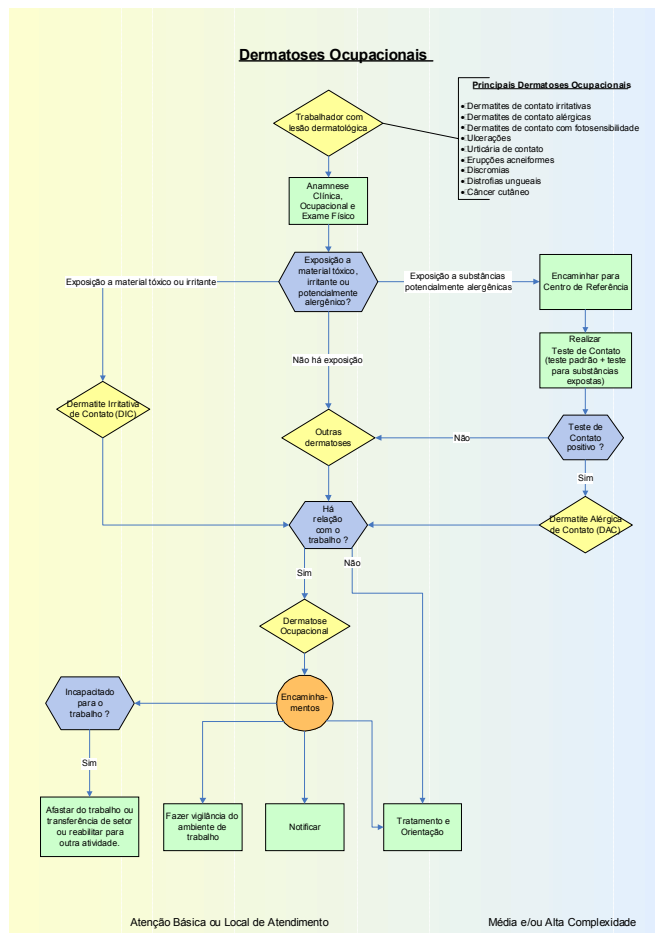 Dermatoses Ocupacionais
Principais Dermatoses Ocupacionais
• Dermatites de contato irritativas
• Dermatites de contato alérgicas
• Dermatites de contato com fotosensibilidade
• Ulcerações
• Urticária de contato
• Erupções acneiformes
• Discromias
• Distrofias ungueais
• Câncer cutâneo
Trabalhador com
lesão dermatológica
Anamnese
Clínica,
Ocupacional e
Exame Físico
Exposição a
material tóxico,
irritante ou
potencialmente
alergênico?
Exposição a material tóxico ou irritante
Exposição a substâncias
potencialmente alergênicas
Encaminhar para
Centro de Referência
Realizar
Teste de Contato
(teste padrão + teste
para substâncias
expostas)
Não há exposição
Dermatite Irritativa
de Contato (DIC)
Outras
dermatoses
Não
Teste de
Contato
positivo ?
Sim
Há
relação
com o
trabalho ?
Dermatite Alérgica
de Contato (DAC)
Sim
Não
Dermatose
Ocupacional
Encaminha-
mentos
Incapacitado
para o
trabalho ?
Sim
Afastar do trabalho ou
transferência de setor
ou reabilitar para
outra atividade.
Fazer vigilância do
ambiente de
trabalho
Notificar
Tratamento e
Orientação
Atenção Básica ou Local de Atendimento
Média e/ou Alta Complexidade